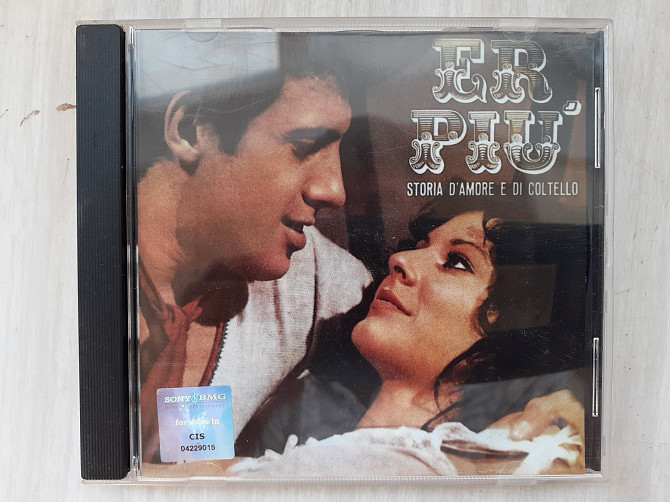 ER
PIU'
STORIA D'AMORE E DI COLTELLO
SONY BMG
for sale in
CIS
04229015